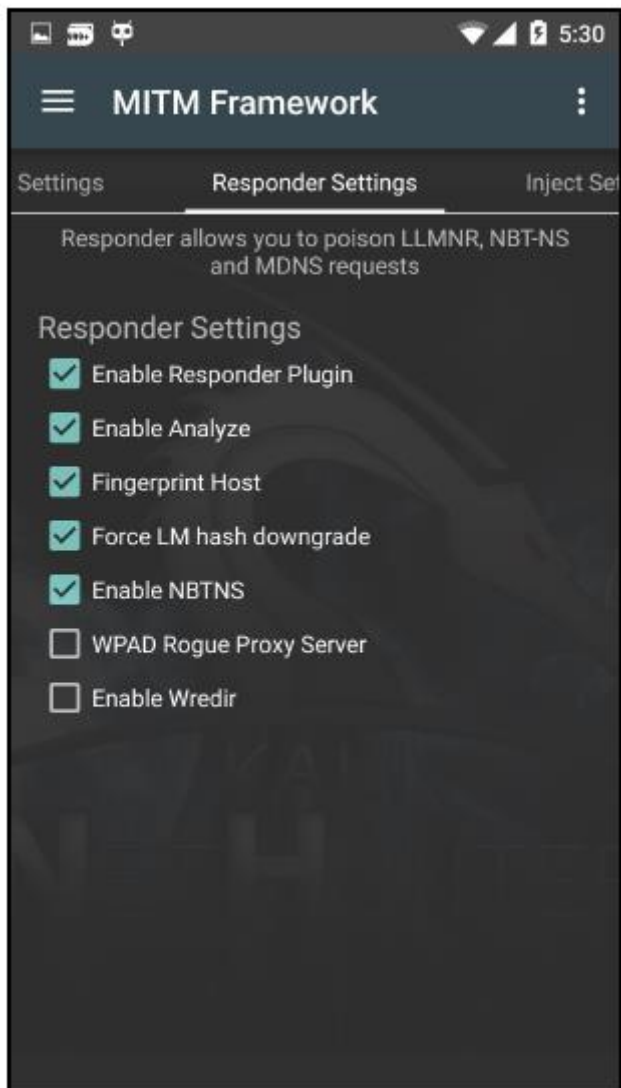 5:30
MITM Framework
Settings
Responder Settings
Inject Set
Responder allows you to poison LLMNR, NBT-NS
and MDNS requests
Responder Settings
Enable Responder Plugin
Enable Analyze
Fingerprint Host
Force LM hash downgrade
Enable NBTNS
WPAD Rogue Proxy Server
Enable Wredir
KALI
N H